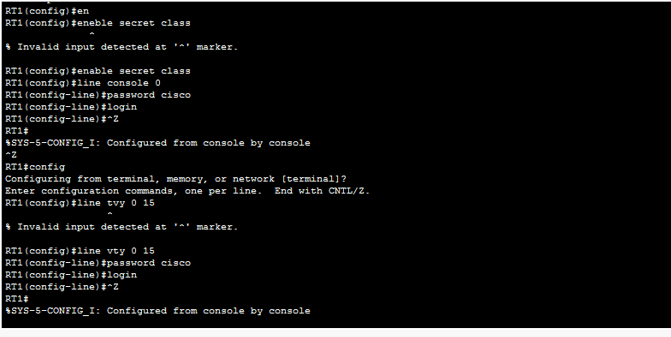 RT1(config)#en
RT1(config)#eneble secret class
^
% Invalid input detected at '^' marker.
RT1(config)#enable secret class
RT1(config)#line console 0
RT1(config-line)#password cisco
RT1(config-line)#login
RT1(config-line)#^Z
RT1#
%SYS-5-CONFIG_I: Configured from console by console
^Z
RT1#config
Configuring from terminal, memory, or network [terminal]?
Enter configuration commands, one per line.  End with CNTL/Z.
RT1(config)#line tvy 0 15
^
% Invalid input detected at '^' marker.
RT1(config)#line vty 0 15
RT1(config-line)#password cisco
RT1(config-line)#login
RT1(config-line)#^Z
RT1#
%SYS-5-CONFIG_I: Configured from console by console